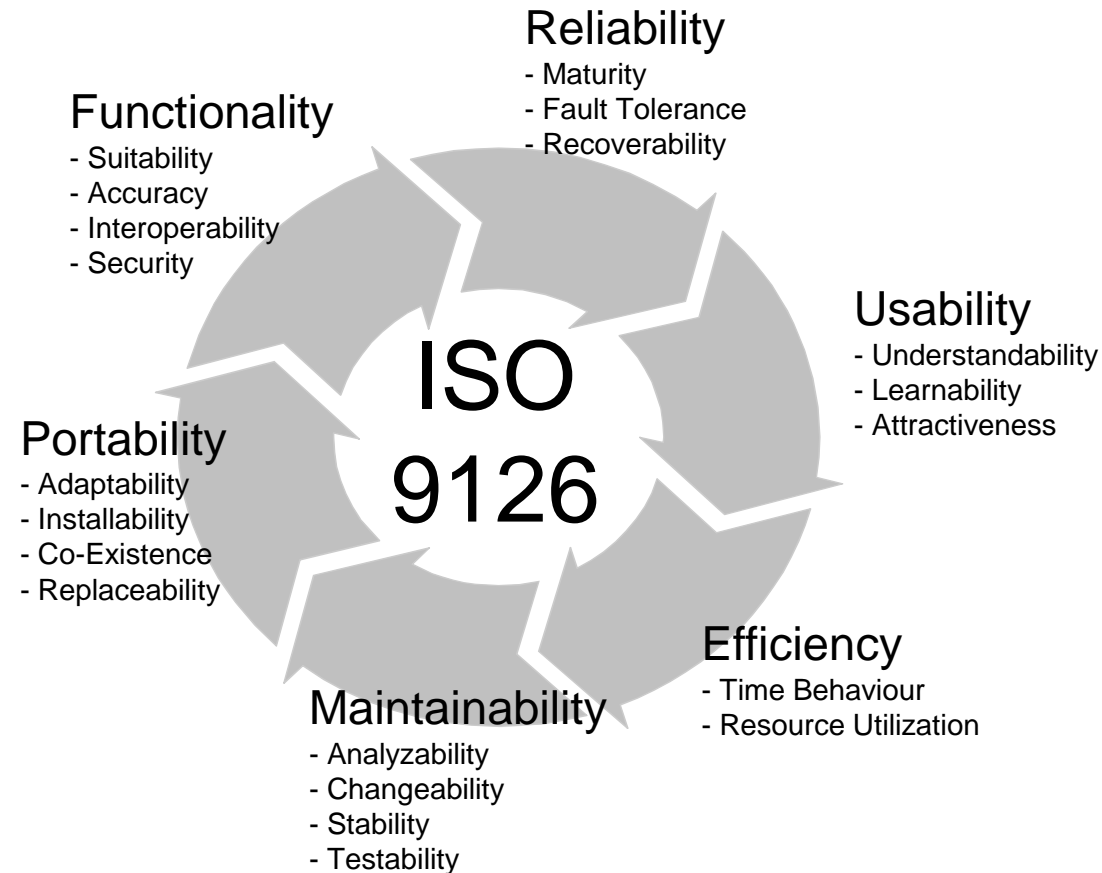 Reliability
- Maturity
- Fault Tolerance
- Recoverability
Functionality
- Suitability
- Accuracy
- Interoperability
- Security
Usability
- Understandability
- Learnability
- Attractiveness
ISO
9126
Portability
- Adaptability
- Installability
- Co-Existence
- Replaceability
Efficiency
- Time Behaviour
- Resource Utilization
Maintainability
- Analyzability
- Changeability
- Stability
- Testability